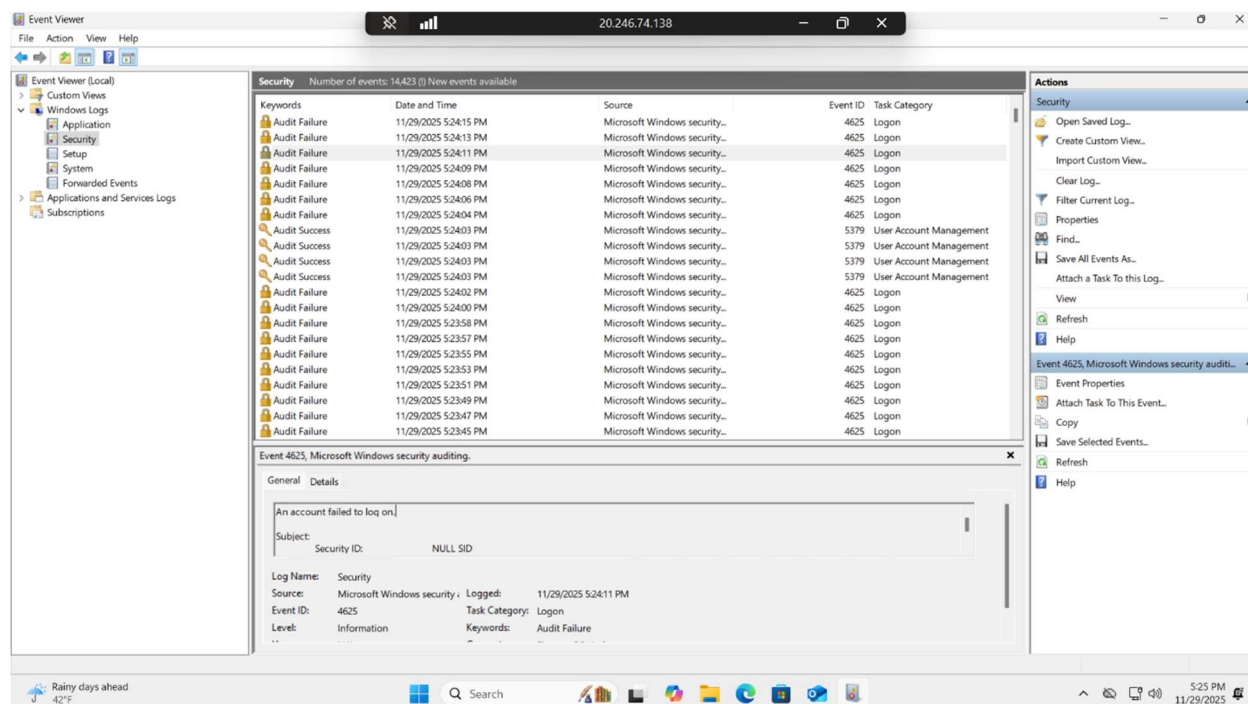 Event Viewer
20.246.74.138
File Action View Help
Event Viewer (Local)
Custom Views
Windows Logs
Application
Security
Setup
System
Forwarded Events
Applications and Services Logs
Subscriptions
Security Number of events: 14,423 (!) New events available
Keywords Date and Time Source Event ID Task Category
Audit Failure 11/29/2025 5:24:15 PM Microsoft Windows security... 4625 Logon
Audit Failure 11/29/2025 5:24:13 PM Microsoft Windows security... 4625 Logon
Audit Failure 11/29/2025 5:24:11 PM Microsoft Windows security... 4625 Logon
Audit Failure 11/29/2025 5:24:09 PM Microsoft Windows security... 4625 Logon
Audit Failure 11/29/2025 5:24:08 PM Microsoft Windows security... 4625 Logon
Audit Failure 11/29/2025 5:24:06 PM Microsoft Windows security... 4625 Logon
Audit Failure 11/29/2025 5:24:04 PM Microsoft Windows security... 4625 Logon
Audit Success 11/29/2025 5:24:03 PM Microsoft Windows security... 5379 User Account Management
Audit Success 11/29/2025 5:24:03 PM Microsoft Windows security... 5379 User Account Management
Audit Success 11/29/2025 5:24:03 PM Microsoft Windows security... 5379 User Account Management
Audit Success 11/29/2025 5:24:03 PM Microsoft Windows security... 5379 User Account Management
Audit Failure 11/29/2025 5:24:02 PM Microsoft Windows security... 4625 Logon
Audit Failure 11/29/2025 5:24:00 PM Microsoft Windows security... 4625 Logon
Audit Failure 11/29/2025 5:23:58 PM Microsoft Windows security... 4625 Logon
Audit Failure 11/29/2025 5:23:57 PM Microsoft Windows security... 4625 Logon
Audit Failure 11/29/2025 5:23:55 PM Microsoft Windows security... 4625 Logon
Audit Failure 11/29/2025 5:23:53 PM Microsoft Windows security... 4625 Logon
Audit Failure 11/29/2025 5:23:51 PM Microsoft Windows security... 4625 Logon
Audit Failure 11/29/2025 5:23:49 PM Microsoft Windows security... 4625 Logon
Audit Failure 11/29/2025 5:23:47 PM Microsoft Windows security... 4625 Logon
Audit Failure 11/29/2025 5:23:45 PM Microsoft Windows security... 4625 Logon
Event 4625, Microsoft Windows security auditing.
General Details
An account failed to log on.
Subject:
Security ID: NULL SID
Log Name: Security
Source: Microsoft Windows security Logged: 11/29/2025 5:24:11 PM
Event ID: 4625 Task Category: Logon
Level: Information Keywords: Audit Failure
Actions
Security
Open Saved Log...
Create Custom View...
Import Custom View...
Clear Log...
Filter Current Log...
Properties
Find...
Save All Events As...
Attach a Task To this Log...
View
Refresh
Help
Event 4625, Microsoft Windows security auditi...
Event Properties
Attach Task To This Event...
Copy
Save Selected Events...
Refresh
Help
Rainy days ahead
42°F
Search
5:25 PM
11/29/2025